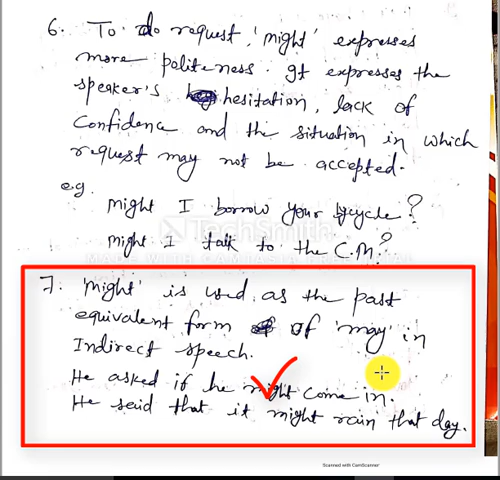 6. To do request, 'might' expresses
more politeness. It expresses the
speaker's hesitation, lack of
Confidence and the situation in which
request may not be accepted.
e.g
Might I borrow your bycycle?
TechSmith
Might I talk to the C.M?
7. 'Might' is used as the past
equivalent form of 'may' in
Indirect speech.
He asked if he might come in.
He said that it might rain that day.
Scanned with CamScanner